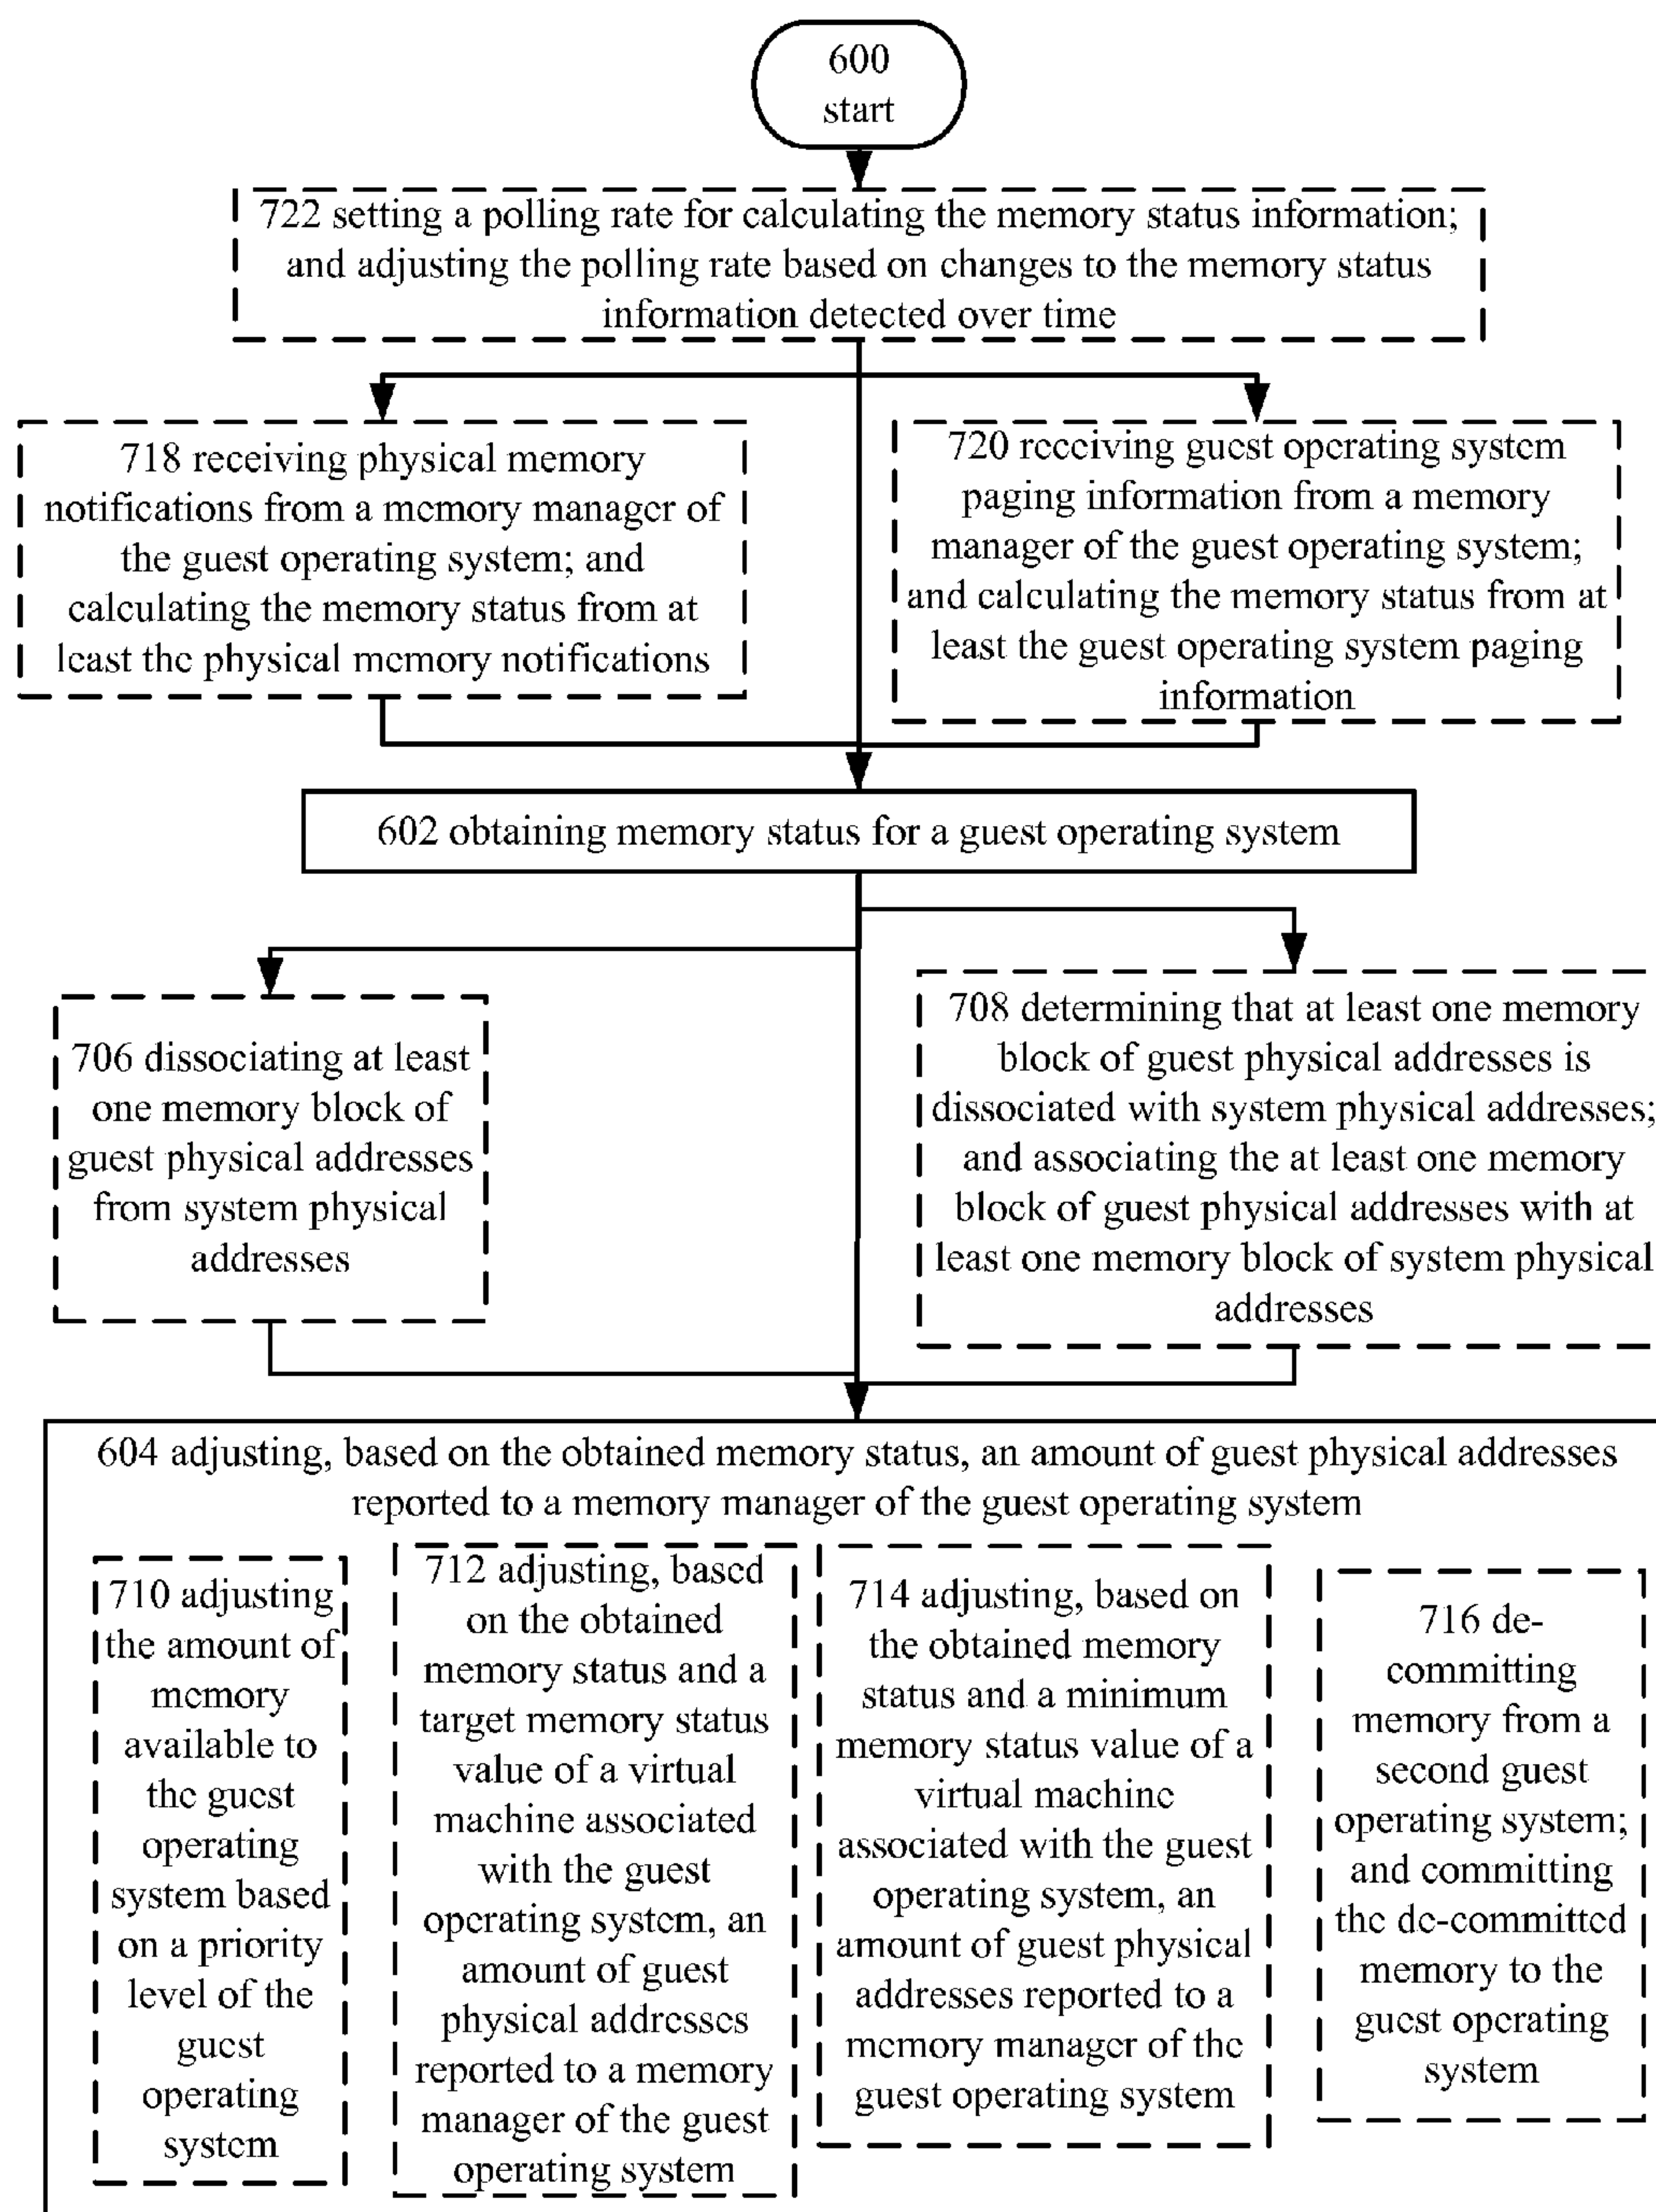 600
start
722 setting a polling rate for calculating the memory status information;
and adjusting the polling rate based on changes to the memory status
information detected over time
718 receiving physical memory
notifications from a memory manager of
the guest operating system; and
calculating the memory status from at
least the physical memory notifications
720 receiving guest operating system
paging information from a memory
manager of the guest operating system;
and calculating the memory status from at
least the guest operating system paging
information
602 obtaining memory status for a guest operating system
706 dissociating at least
one memory block of
guest physical addresses
from system physical
addresses
708 determining that at least one memory
block of guest physical addresses is
dissociated with system physical addresses;
and associating the at least one memory
block of guest physical addresses with at
least one memory block of system physical
addresses
604 adjusting, based on the obtained memory status, an amount of guest physical addresses
reported to a memory manager of the guest operating system
710 adjusting
the amount of
memory
available to
the guest
operating
system based
on a priority
level of the
guest
operating
system
712 adjusting, based
on the obtained
memory status and a
target memory status
value of a virtual
machine associated
with the guest
operating system, an
amount of guest
physical addresses
reported to a memory
manager of the guest
operating system
714 adjusting, based on
the obtained memory
status and a minimum
memory status value of a
virtual machine
associated with the guest
operating system, an
amount of guest physical
addresses reported to a
memory manager of the
guest operating system
716 de-
committing
memory from a
second guest
operating system;
and committing
the de-committed
memory to the
guest operating
system